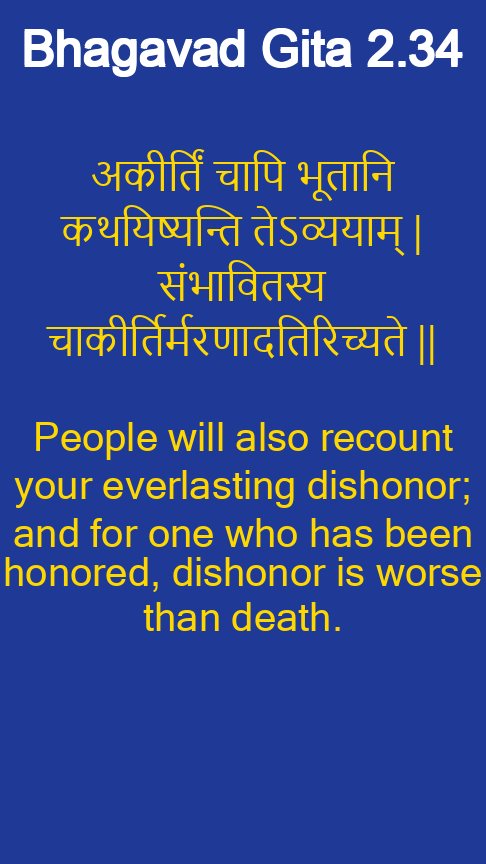 Bhagavad Gita 2.34
अकीर्तिं चापि भूतानि
कथयिष्यन्ति तेऽव्ययाम् |
संभावितस्य
चाकीर्तिर्मरणादतिरिच्यते ||
People will also recount
your everlasting dishonor;
and for one who has been
honored, dishonor is worse
than death.